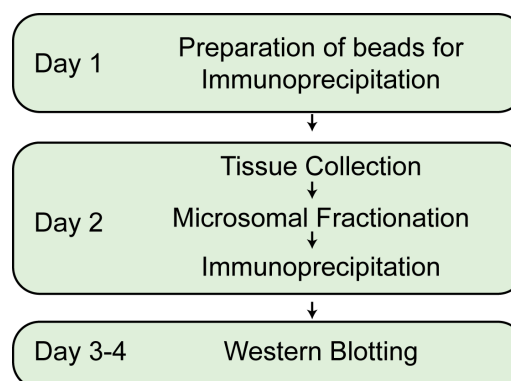 Day 1
Preparation of beads for
Immunoprecipitation
Day 2
Tissue Collection
Microsomal Fractionation
Immunoprecipitation
Day 3-4
Western Blotting